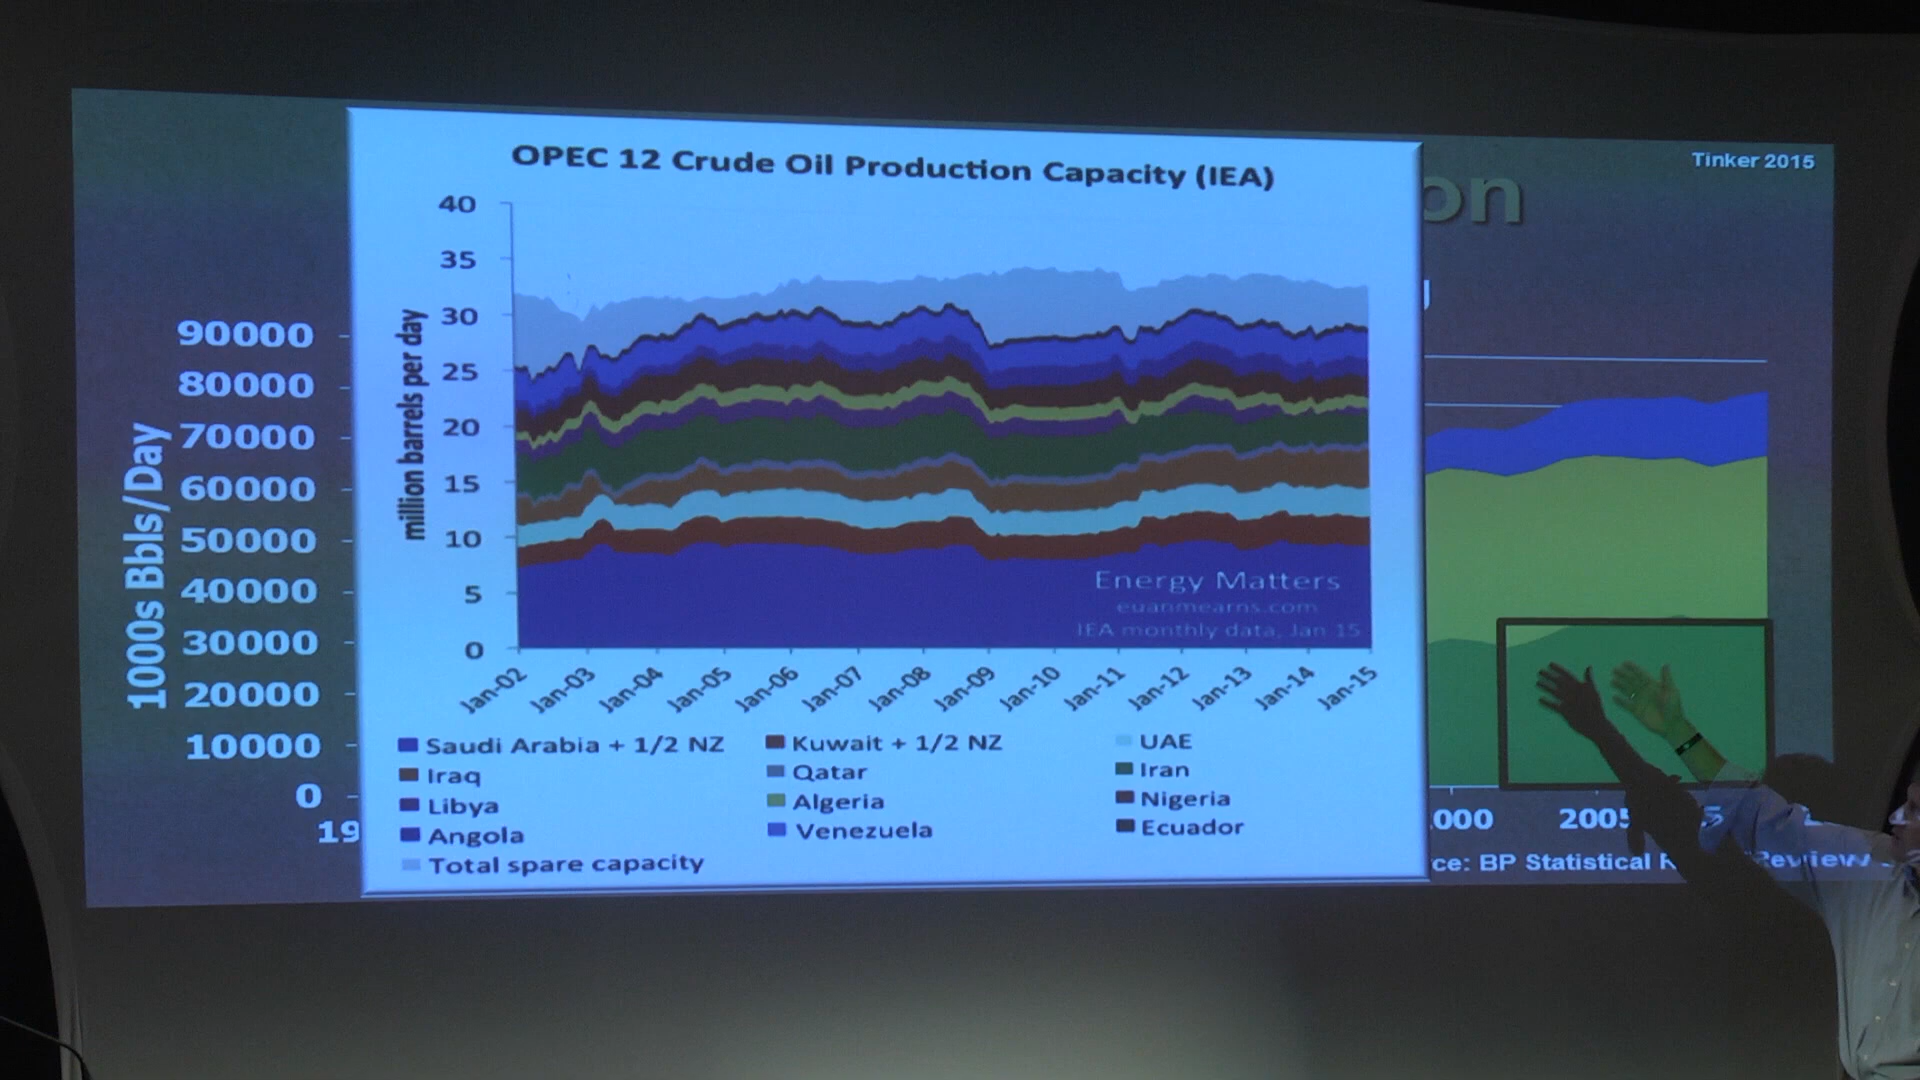 Tinker 2015
on
OPEC 12 Crude Oil Production Capacity (IEA)
million barrels per day
40
35
30
25
20
15
10
5
0
Jan-02
Jan-03
Jan-04
Jan-05
Jan-06
Jan-07
Jan-08
Jan-09
Jan-10
Jan-11
Jan-12
Jan-13
Jan-14
Jan-15
Energy Matters
euanmearns.com
IEA monthly data, Jan 15
Saudi Arabia + 1/2 NZ
Kuwait + 1/2 NZ
UAE
Iraq
Qatar
Iran
Libya
Algeria
Nigeria
Angola
Venezuela
Ecuador
Total spare capacity
1000s Bbls/Day
90000
80000
70000
60000
50000
40000
30000
20000
10000
0
19
000
2005
ce: BP Statistical Review